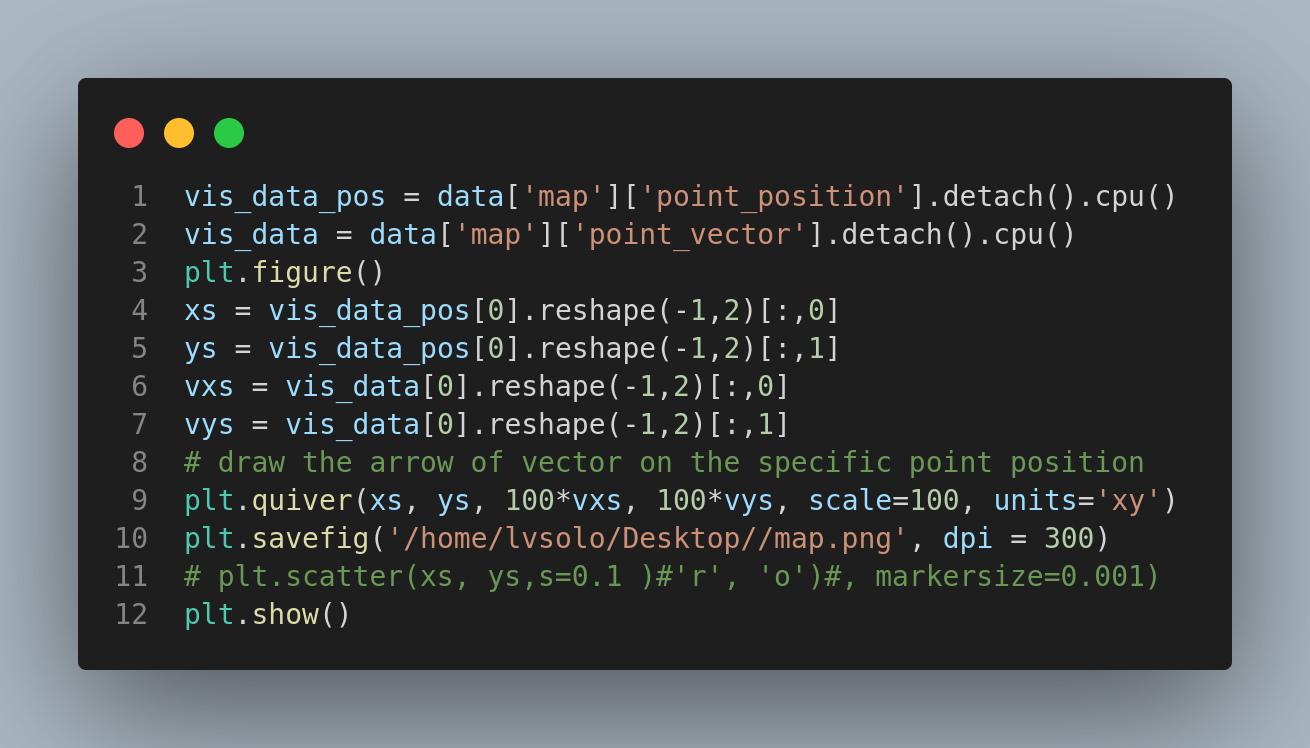 1 vis_data_pos = data['map']['point_position'].detach().cpu()
2 vis_data = data['map']['point_vector'].detach().cpu()
3 plt.figure()
4 xs = vis_data_pos[0].reshape(-1,2)[:,0]
5 ys = vis_data_pos[0].reshape(-1,2)[:,1]
6 vxs = vis_data[0].reshape(-1,2)[:,0]
7 vys = vis_data[0].reshape(-1,2)[:,1]
8 # draw the arrow of vector on the specific point position
9 plt.quiver(xs, ys, 100*vxs, 100*vys, scale=100, units='xy')
10 plt.savefig('/home/lvsolo/Desktop//map.png', dpi = 300)
11 # plt.scatter(xs, ys,s=0.1 )#'r', 'o')#, markersize=0.001)
12 plt.show()